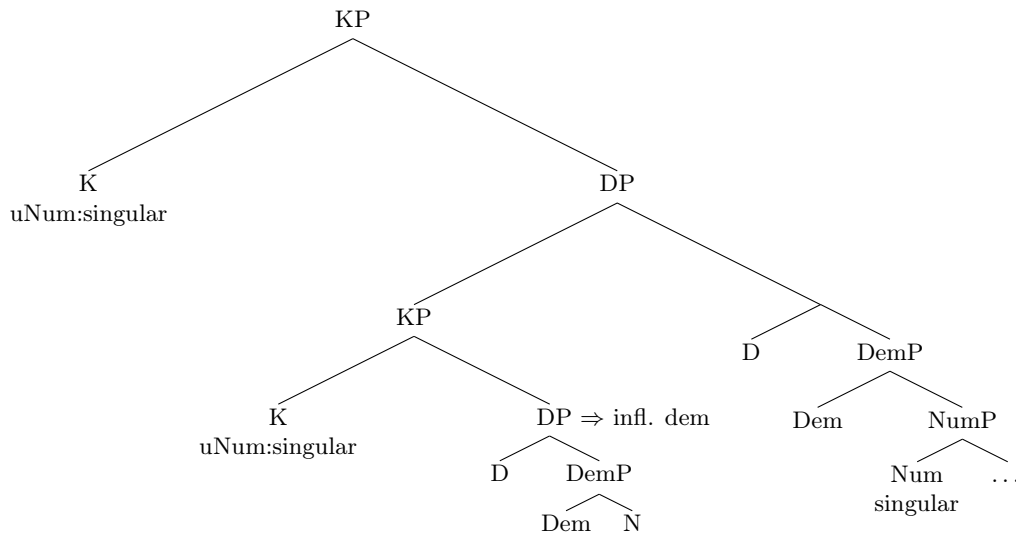 KP
K
uNum:singular
DP
KP
D
DemP
K
uNum:singular
DP ⇒ infl. dem
Dem
NumP
D
DemP
Num
singular
...
Dem
N